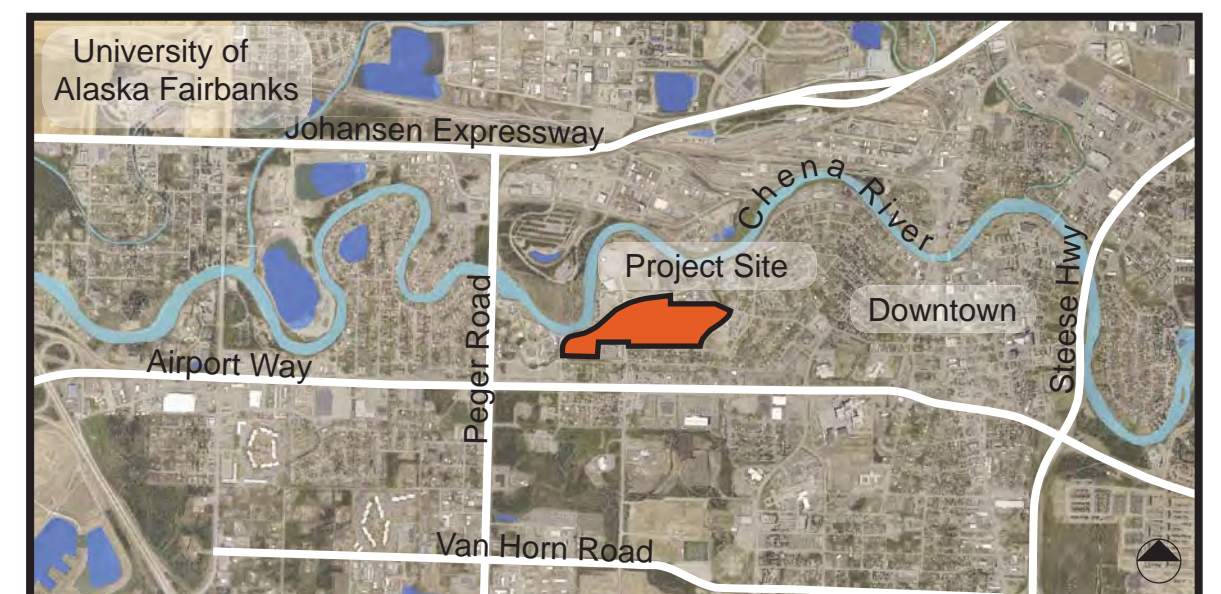 University of
Alaska Fairbanks
Johansen Expressway
Chena River
Project Site
Downtown
Steese Hwy
Peger Road
Airport Way
Van Horn Road